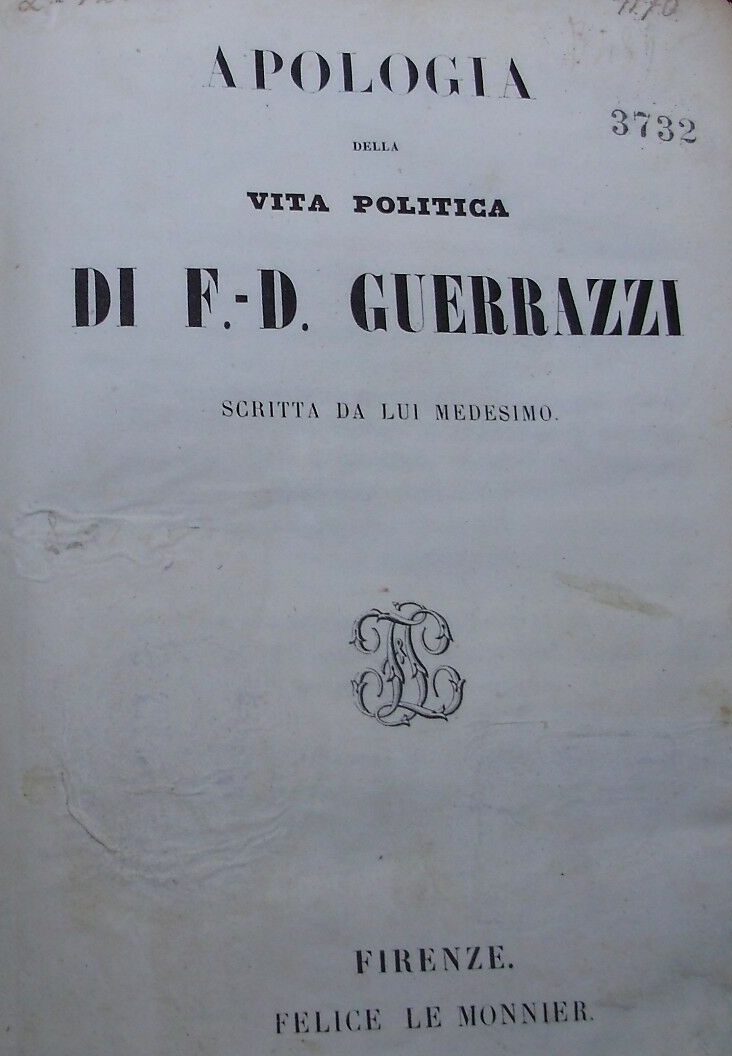 APOLOGIA
3732
DELLA
VITA POLITICA
DI F.-D. GUERRAZZI
SCRITTA DA LUI MEDESIMO.
FIRENZE.
FELICE LE MONNIER.